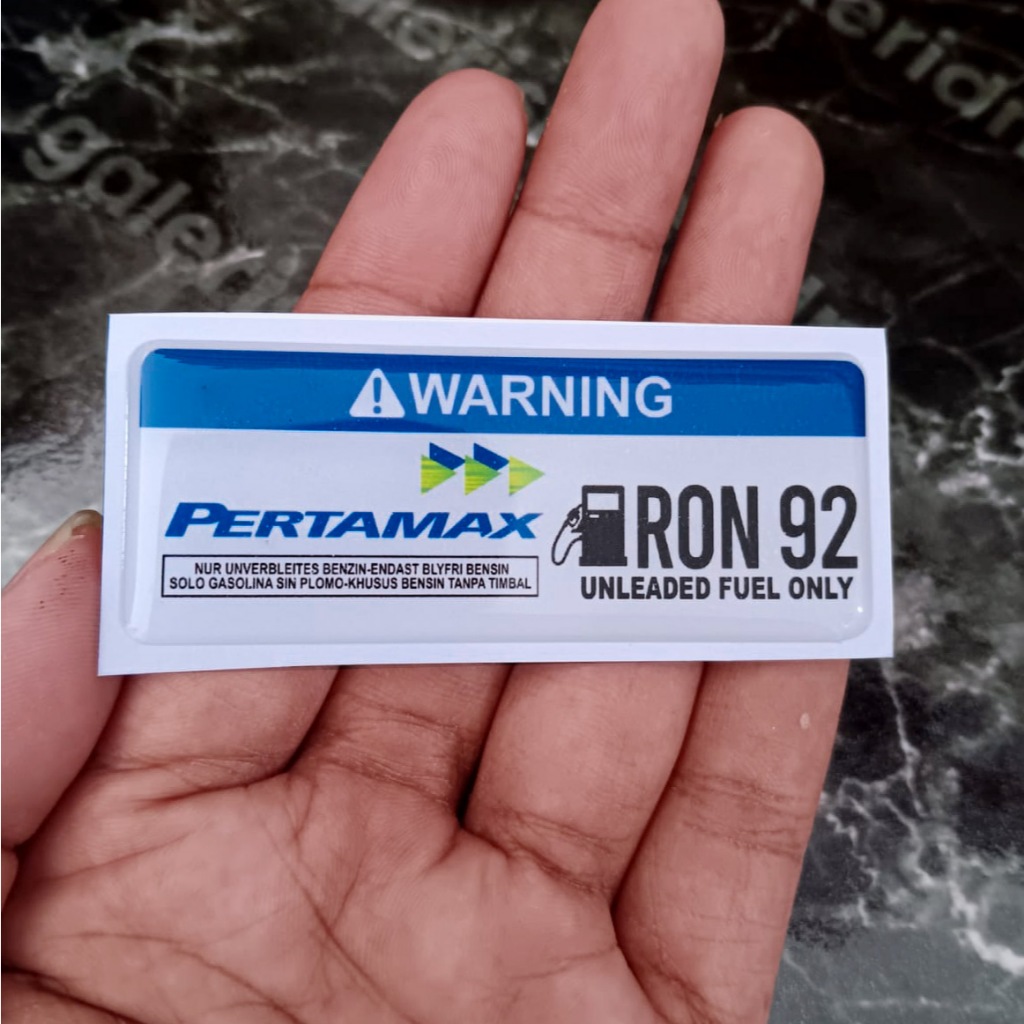 WARNING
PERTAMAX
NUR UNVERBLEITES BENZIN-ENDAST BLYFRI BENSIN
SOLO GASOLINA SIN PLOMO-KHUSUS BENSIN TANPA TIMBAL
RON 92
UNLEADED FUEL ONLY